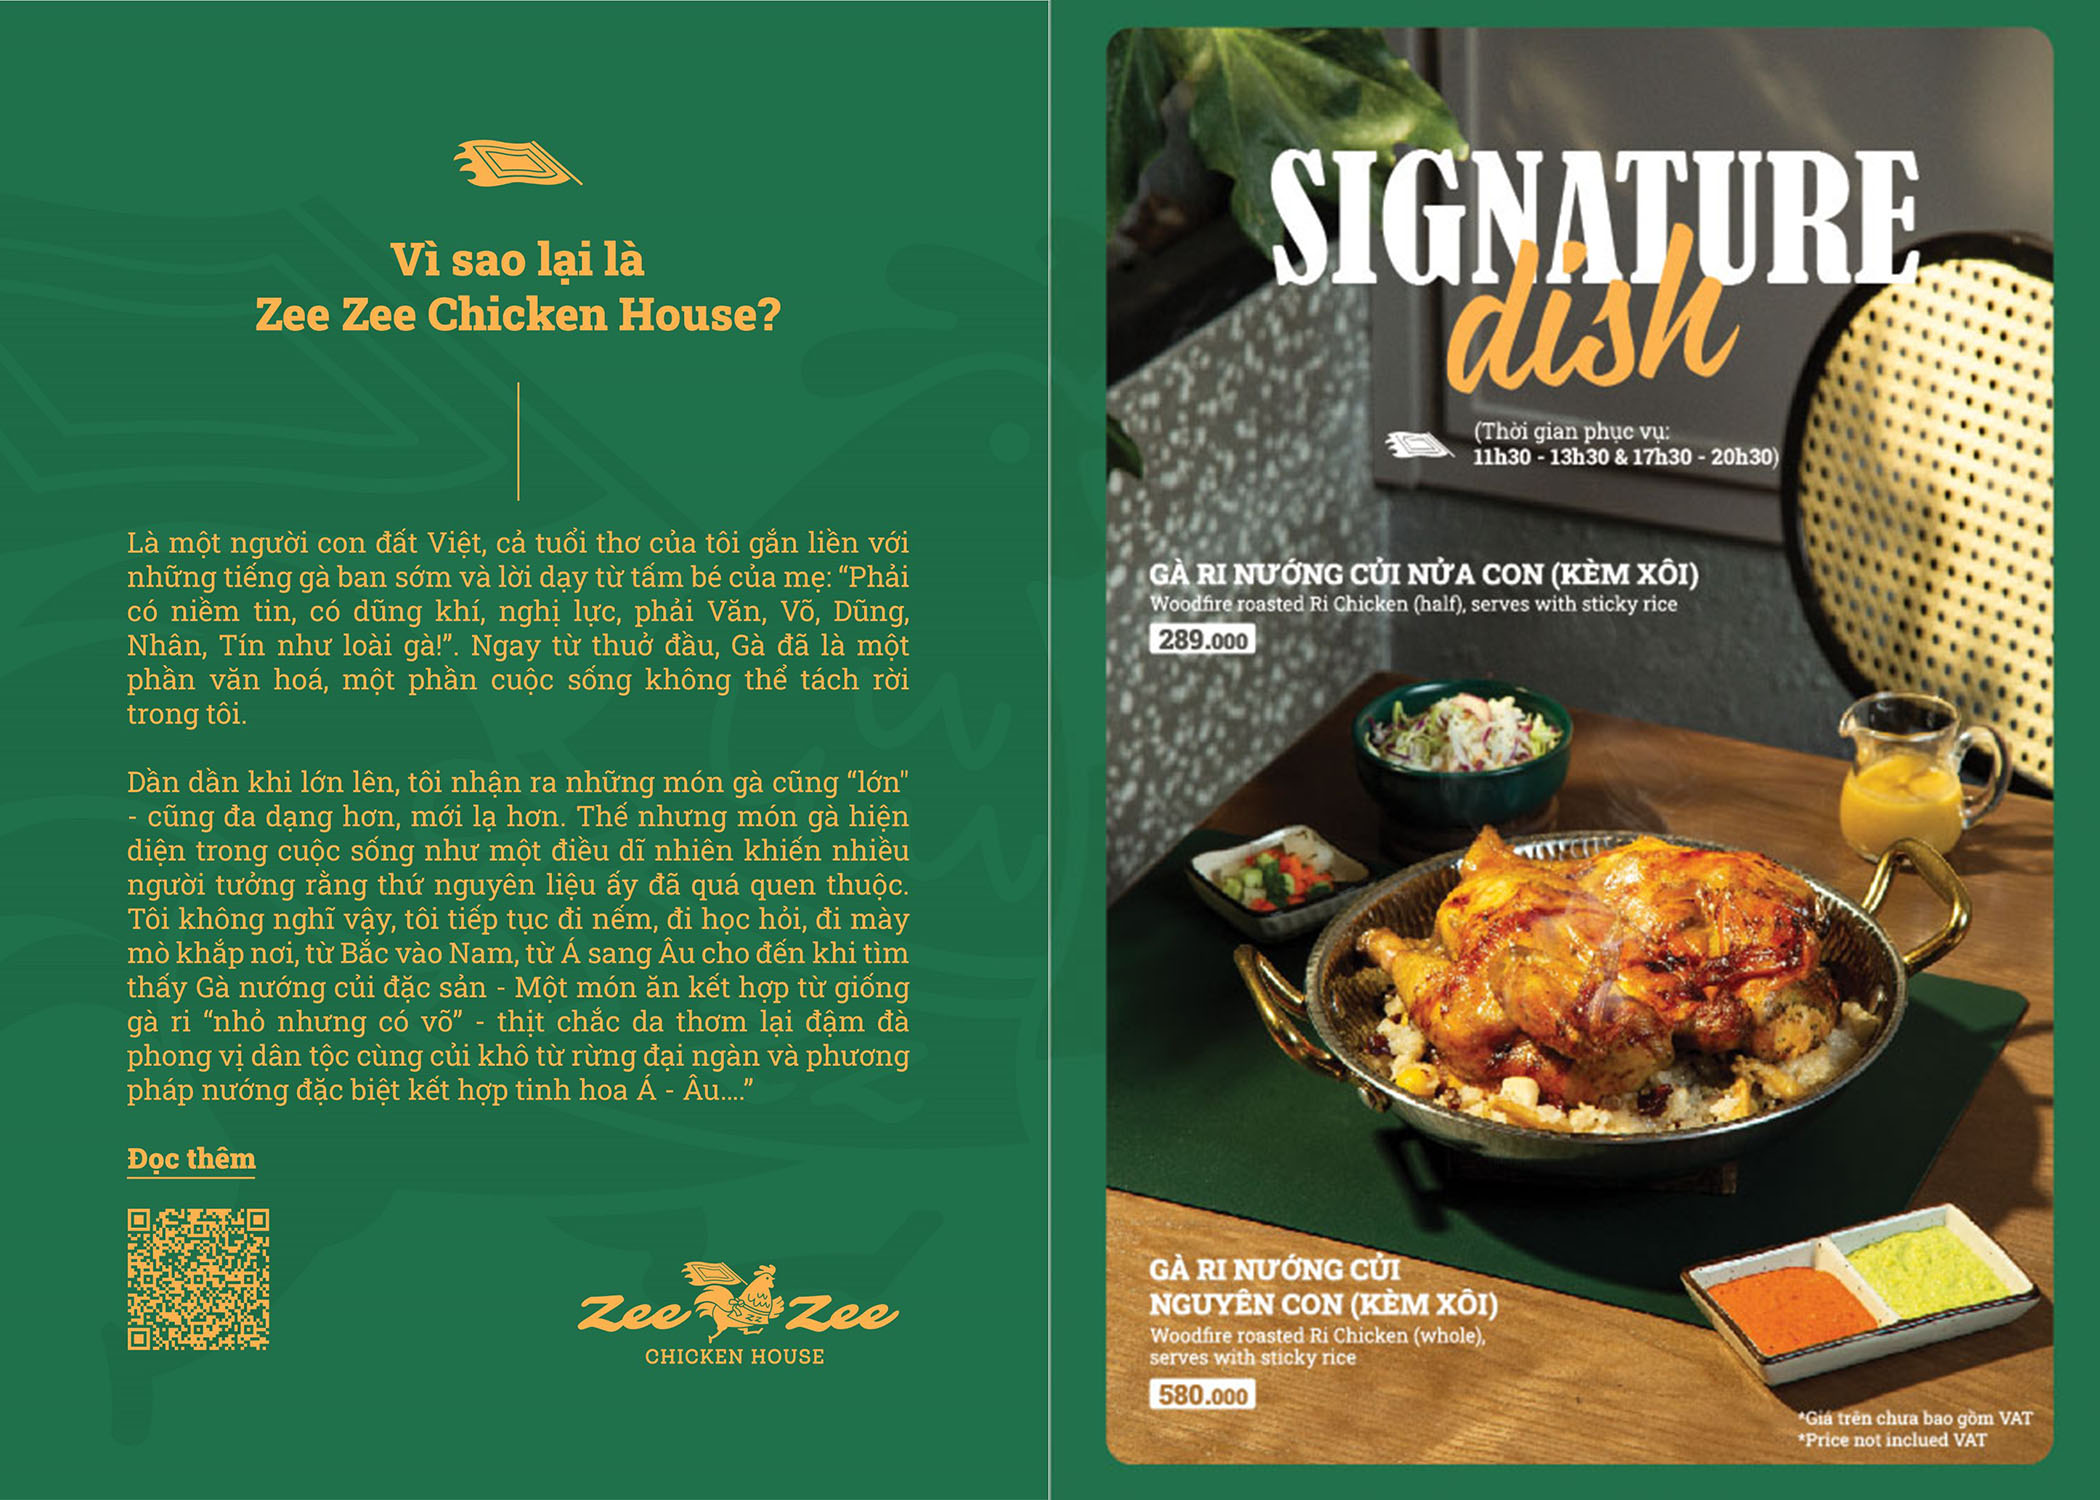 Vì sao lại là
Zee Zee Chicken House?
Là một người con đất Việt, cả tuổi thơ của tôi gắn liền với
những tiếng gà ban sớm và lời dạy từ tấm bé của mẹ: “Phải
có niềm tin, có dũng khí, nghị lực, phải Văn, Võ, Dũng,
Nhân, Tín như loài gà!”. Ngay từ thuở đầu, Gà đã là một
phần văn hoá, một phần cuộc sống không thể tách rời
trong tôi.
Dần dần khi lớn lên, tôi nhận ra những món gà cũng “lớn"
- cũng đa dạng hơn, mới lạ hơn. Thế nhưng món gà hiện
diện trong cuộc sống như một điều dĩ nhiên khiến nhiều
người tưởng rằng thứ nguyên liệu ấy đã quá quen thuộc.
Tôi không nghĩ vậy, tôi tiếp tục đi nếm, đi học hỏi, đi mày
mò khắp nơi, từ Bắc vào Nam, từ Á sang Âu cho đến khi tìm
thấy Gà nướng củi đặc sản - Một món ăn kết hợp từ giống
gà ri “nhỏ nhưng có võ” - thịt chắc da thơm lại đậm đà
phong vị dân tộc cùng củi khô từ rừng đại ngàn và phương
pháp nướng đặc biệt kết hợp tinh hoa Á - Âu....”
Đọc thêm
Zee Zee
CHICKEN HOUSE
SIGNATURE
dish
(Thời gian phục vụ:
11h30 - 13h30 & 17h30 - 20h30)
GÀ RI NƯỚNG CỦI NỬA CON (KÈM XÔI)
Woodfire roasted Ri Chicken (half), serves with sticky rice
289.000
GÀ RI NƯỚNG CỦI
NGUYÊN CON (KÈM XÔI)
Woodfire roasted Ri Chicken (whole),
serves with sticky rice
580.000
*Giá trên chưa bao gồm VAT
*Price not inclued VAT